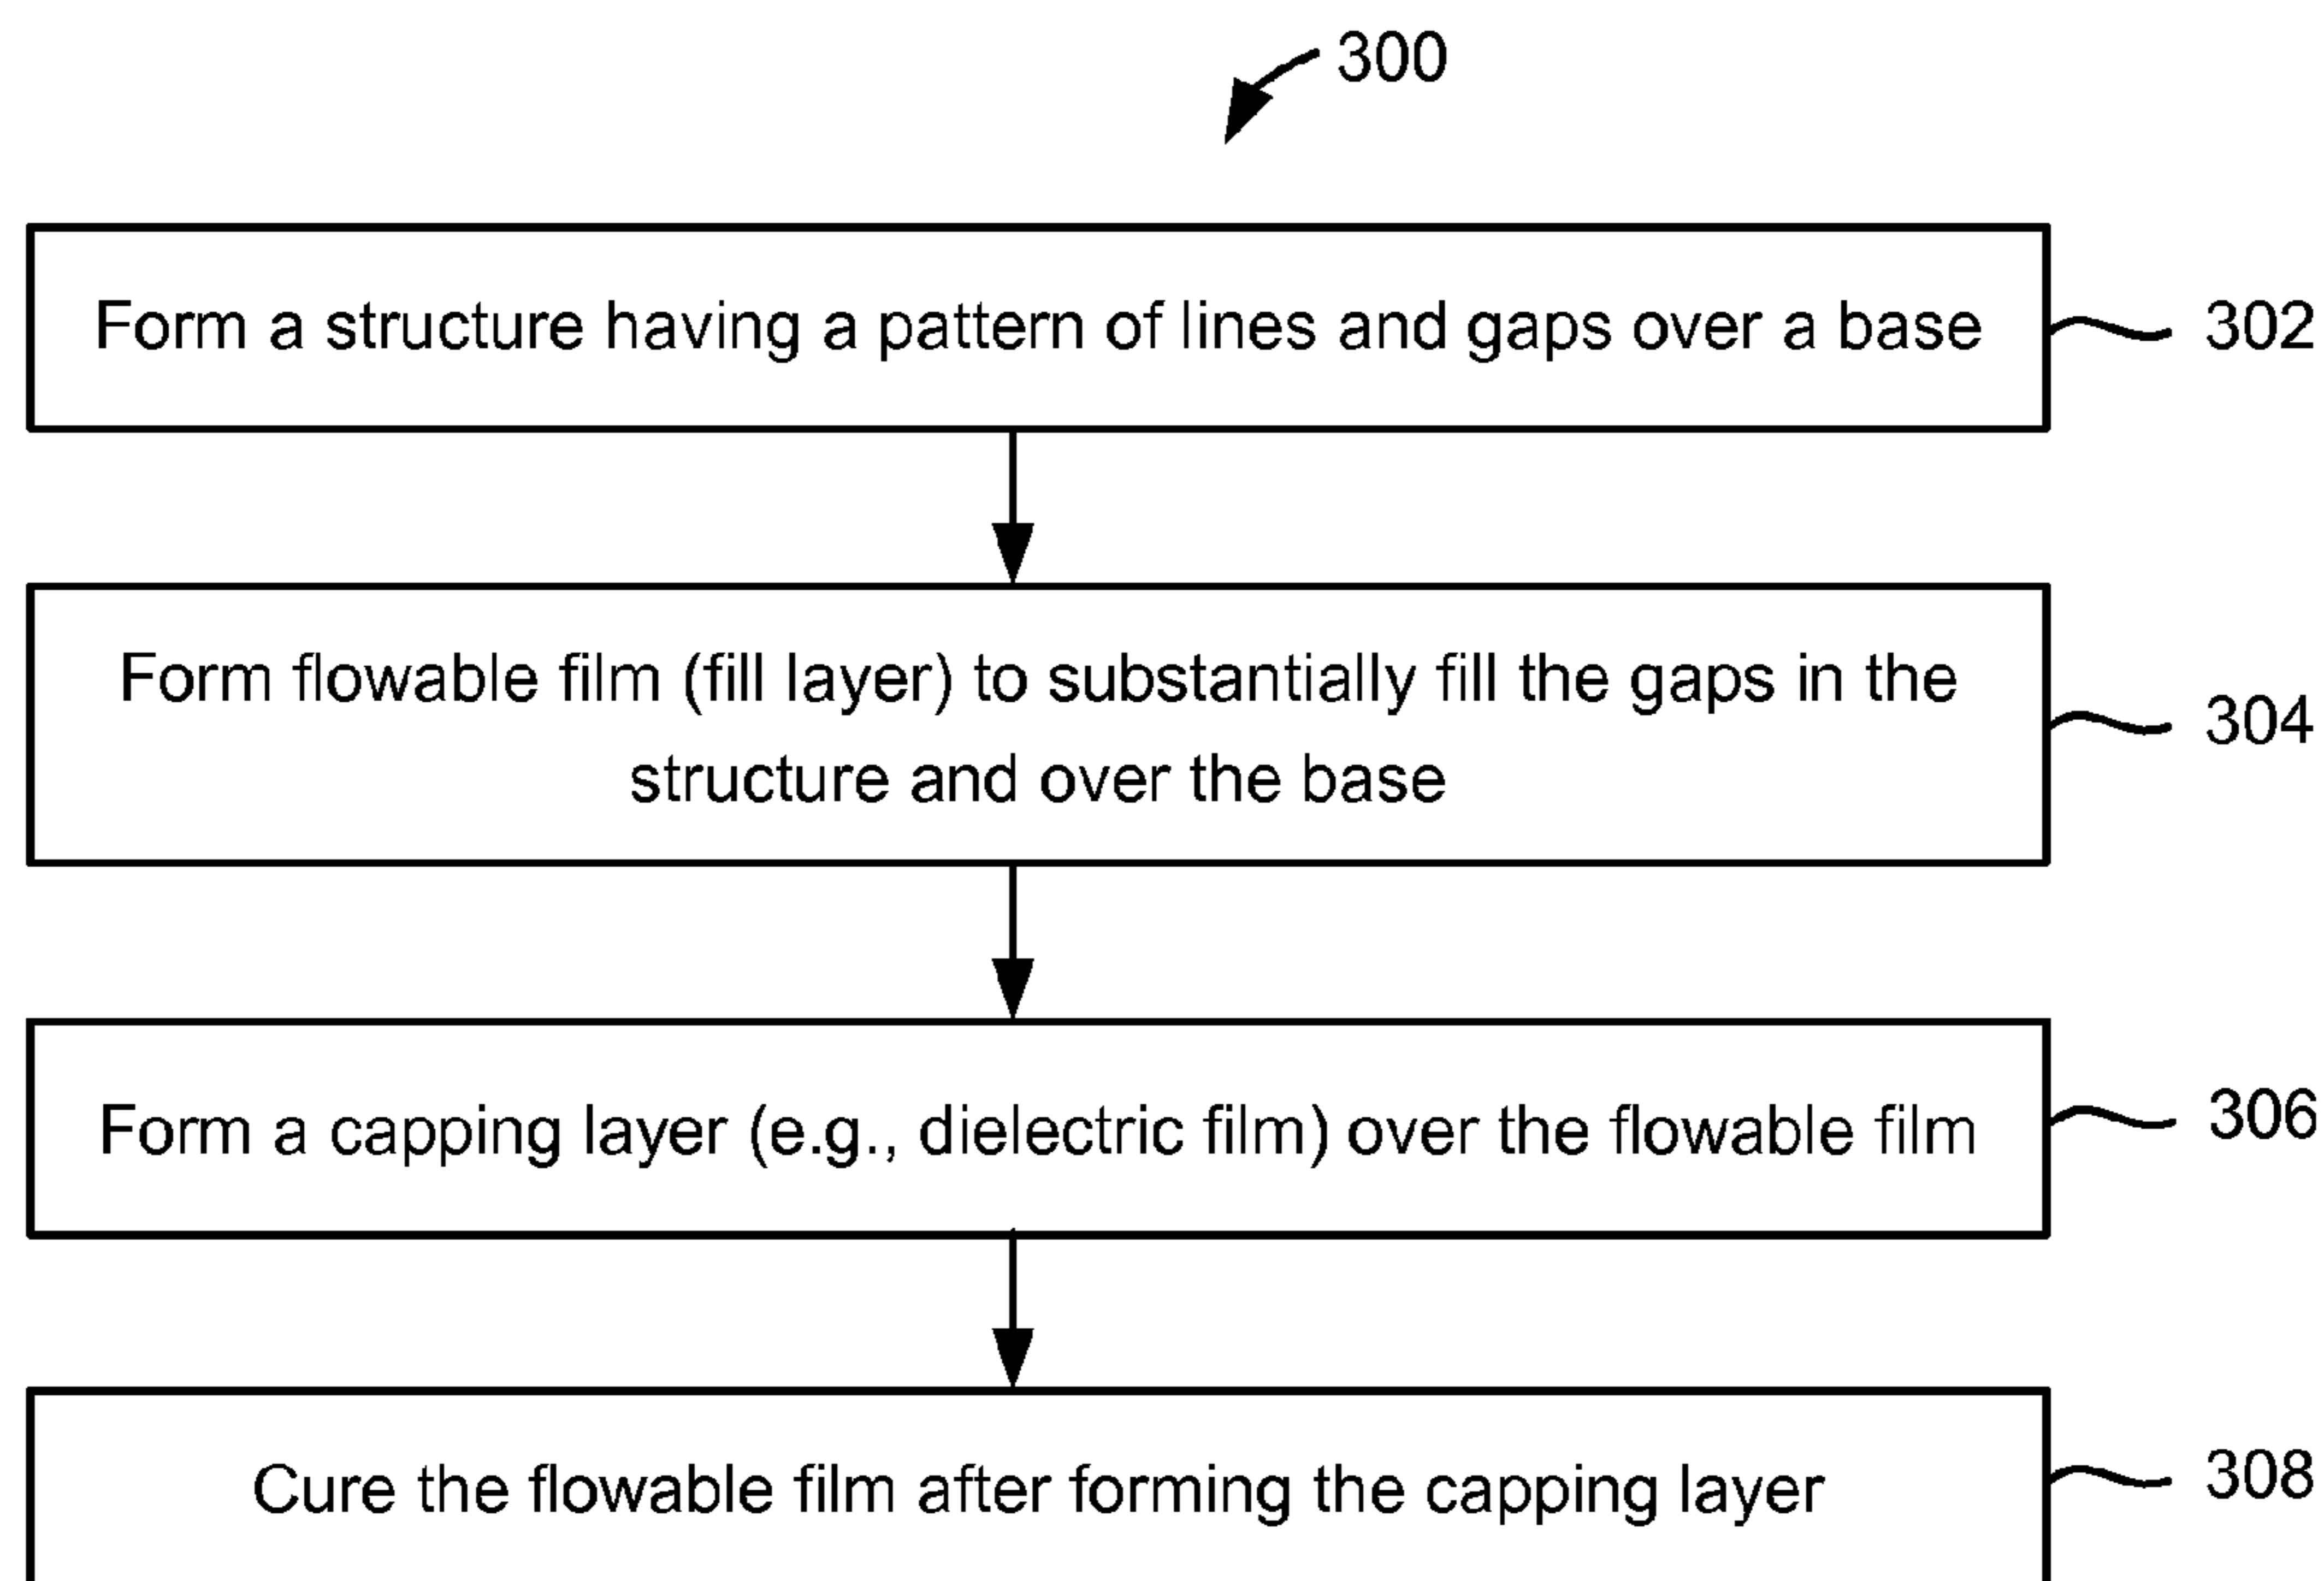 300
Form a structure having a pattern of lines and gaps over a base
302
Form flowable film (fill layer) to substantially fill the gaps in the
structure and over the base
304
Form a capping layer (e.g., dielectric film) over the flowable film
306
Cure the flowable film after forming the capping layer
308